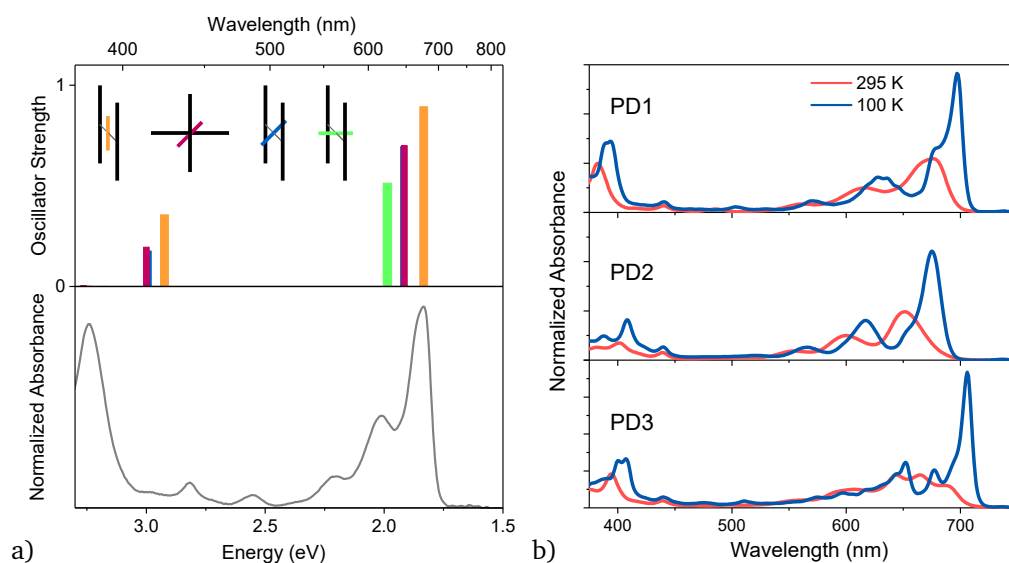 Wavelength (nm)
400 500 600 700 800
1
0
Oscillator Strength
Normalized Absorbance
3.0 2.5 2.0 1.5
Energy (eV)
a)
PD1
295 K
100 K
PD2
PD3
Normalized Absorbance
400 500 600 700
Wavelength (nm)
b)